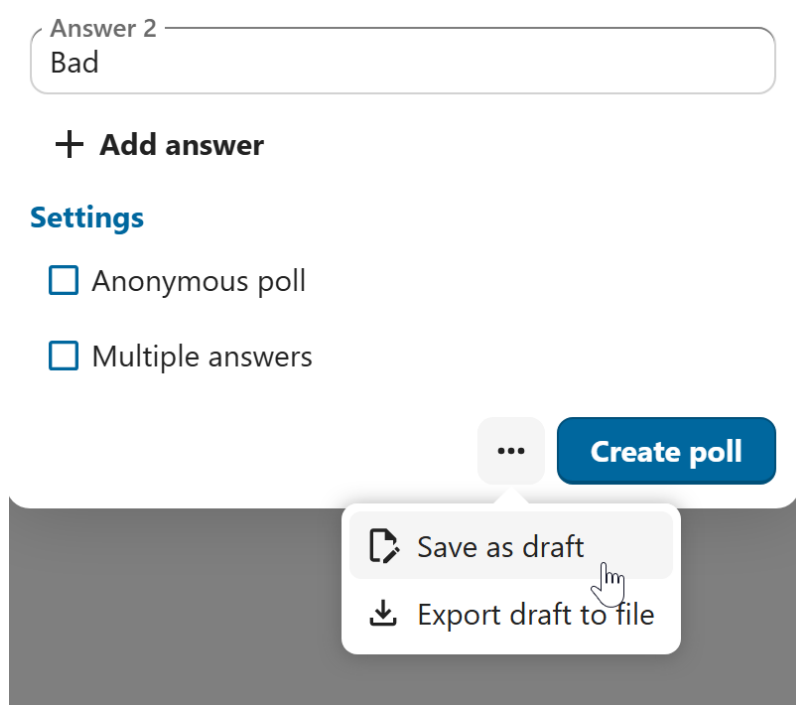 Answer 2
Bad
Add answer
Settings
Anonymous poll
Multiple answers
Create poll
Save as draft
Export draft to file